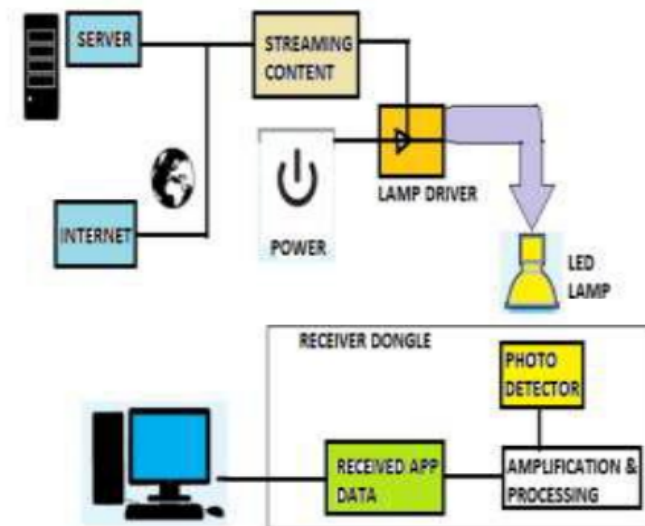 SERVER
STREAMING
CONTENT
LAMP DRIVER
POWER
INTERNET
LED
LAMP
RECEIVER DONGLE
PHOTO
DETECTOR
RECEIVED APP
DATA
AMPLIFICATION &
PROCESSING